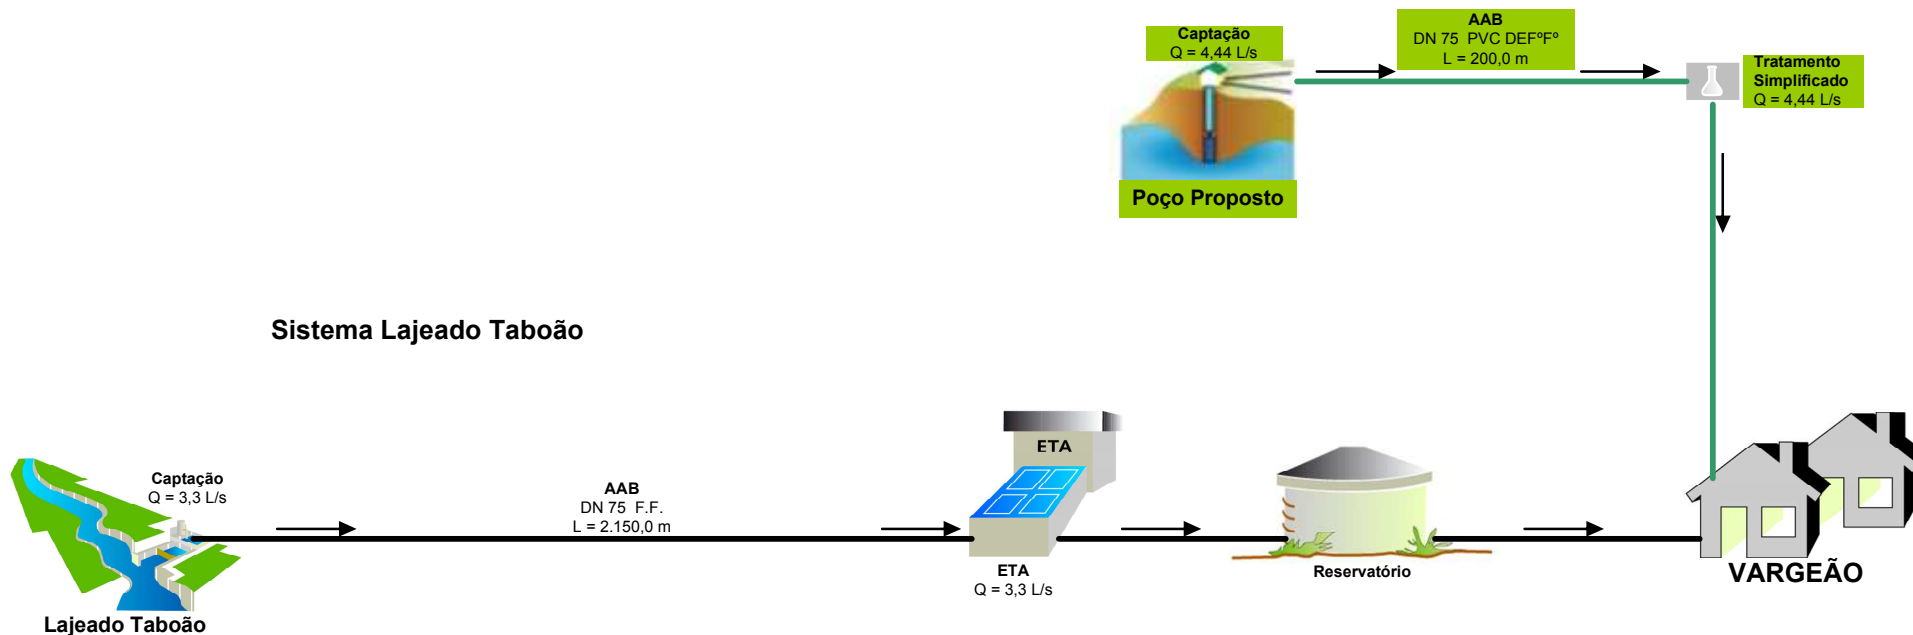 Captação
Q = 4,44 L/s
AAB
DN 75  PVC DEFºFº
L = 200,0 m
Tratamento
Simplificado
Q = 4,44 L/s
Poço Proposto
Sistema Lajeado Taboão
Captação
Q = 3,3 L/s
AAB
DN 75  F.F.
L = 2.150,0 m
ETA
ETA
Q = 3,3 L/s
Reservatório
VARGEÃO
Lajeado Taboão